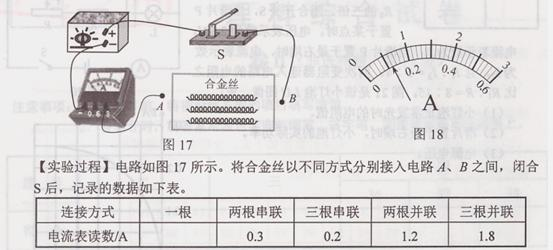 S
A
合金丝
A
B
- 0.6 3
图17
0 1 2 3
0 0.2 0.4 0.6
A
图18
【实验过程】电路如图17所示。将合金丝以不同方式分别接入电路A、B之间，闭合
S后，记录的数据如下表。
连接方式 一根 两根串联 三根串联 两根并联 三根并联
电流表读数/A 0.3 0.2 1.2 1.8